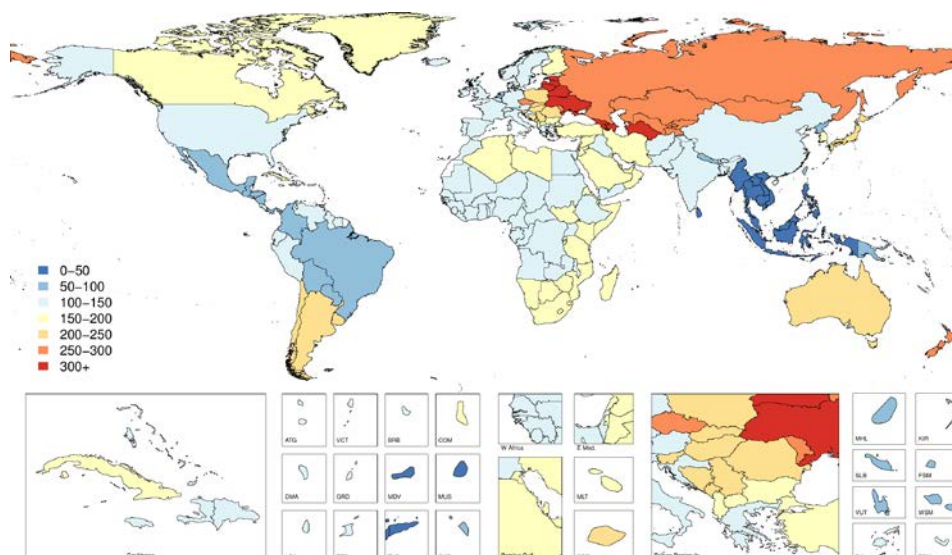 0−50
50−100
100−150
150−200
200−250
250−300
300+
ATG
VCT
BRB
COM
W Africa
E Med.
MHL
KIR
DMA
GRD
MDV
MUS
MLT
SLB
FSM
VUT
WSM